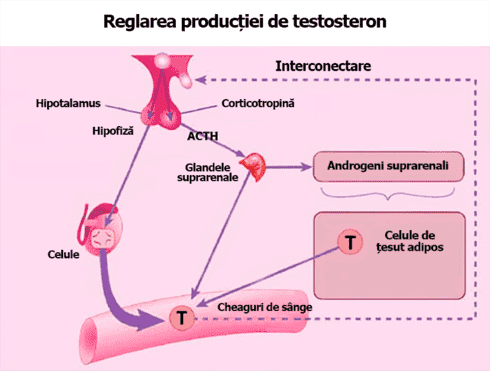 Reglarea producției de testosteron
Interconectare
Hipotalamus
Corticotropină
Hipofiză
ACTH
Glandele
suprarenale
Androgeni suprarenali
Celule de
țesut adipos
T
Celule
Cheaguri de sânge
T